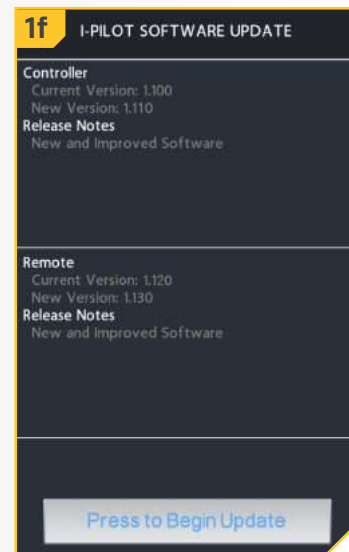 1f
I-PILOT SOFTWARE UPDATE
Controller
Current Version: 1.100
New Version: 1.110
Release Notes
New and Improved Software
Remote
Current Version: 1.120
New Version: 1.130
Release Notes
New and Improved Software
Press to Begin Update